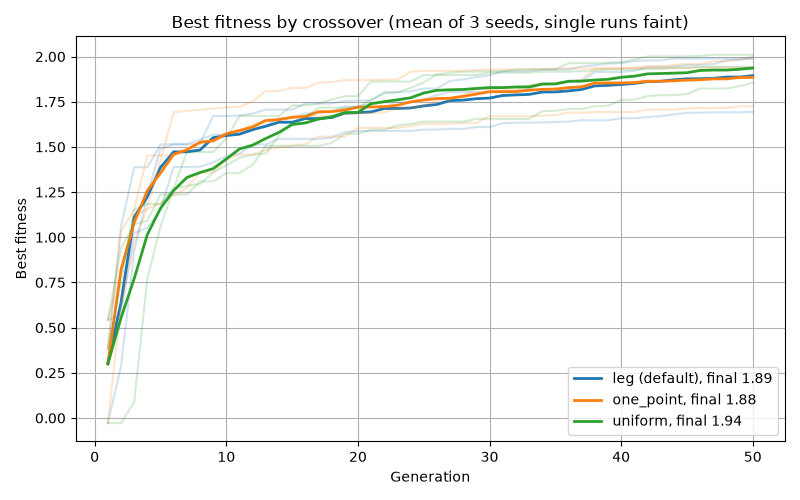 Best fitness by crossover (mean of 3 seeds, single runs faint)
Best fitness
2.00
1.75
1.50
1.25
1.00
0.75
0.50
0.25
0.00
leg (default), final 1.89
one_point, final 1.88
uniform, final 1.94
0 10 20 30 40 50
Generation